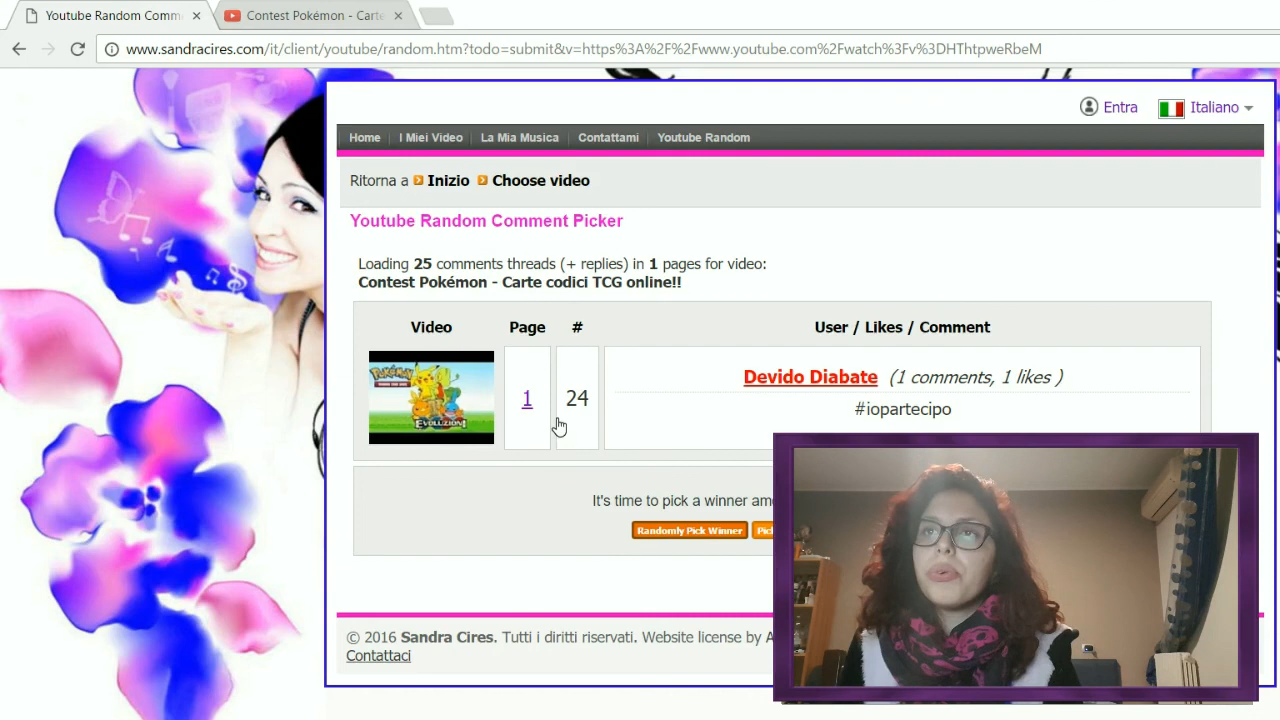 Youtube Random Comm
Contest Pokémon - Carte
www.sandracires.com/it/client/youtube/random.htm?todo=submit&v=https%3A%2F%2Fwww.youtube.com%2Fwatch%3Fv%3DHThtpweRbeM
Entra
Italiano
Home I Miei Video La Mia Musica Contattami Youtube Random
Ritorna a Inizio Choose video
Youtube Random Comment Picker
Loading 25 comments threads (+ replies) in 1 pages for video:
Contest Pokémon - Carte codici TCG online!!
Video Page # User / Likes / Comment
POKÉMON
EVOLUZIONI
1 24
Devido Diabate (1 comments, 1 likes )
#iopartecipo
It's time to pick a winner
Randomly Pick Winner
© 2016 Sandra Cires. Tutti i diritti riservati. Website license by
Contattaci